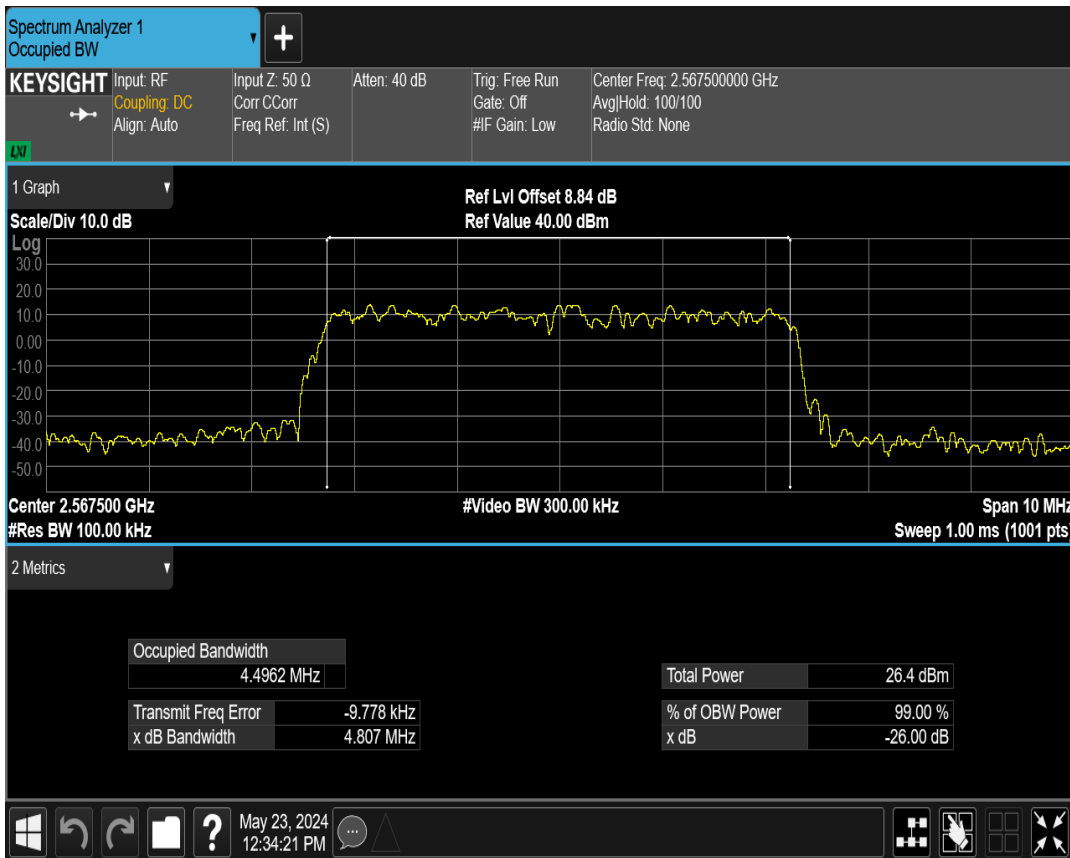 Spectrum Analyzer 1
Occupied BW
KEYSIGHT
LXI
Input: RF
Coupling: DC
Align: Auto
Input Z: 50 Ω
Corr CCorr
Freq Ref: Int (S)
Atten: 40 dB
Trig: Free Run
Gate: Off
#IF Gain: Low
Center Freq: 2.567500000 GHz
Avg|Hold: 100/100
Radio Std: None
1 Graph
Scale/Div 10.0 dB
Ref Lvl Offset 8.84 dB
Ref Value 40.00 dBm
Log
30.0
20.0
10.0
0.00
-10.0
-20.0
-30.0
-40.0
-50.0
Center 2.567500 GHz
#Res BW 100.00 kHz
#Video BW 300.00 kHz
Span 10 MHz
Sweep 1.00 ms (1001 pts)
2 Metrics
Occupied Bandwidth
4.4962 MHz
Transmit Freq Error -9.778 kHz
x dB Bandwidth 4.807 MHz
Total Power 26.4 dBm
% of OBW Power 99.00 %
x dB -26.00 dB
May 23, 2024
12:34:21 PM